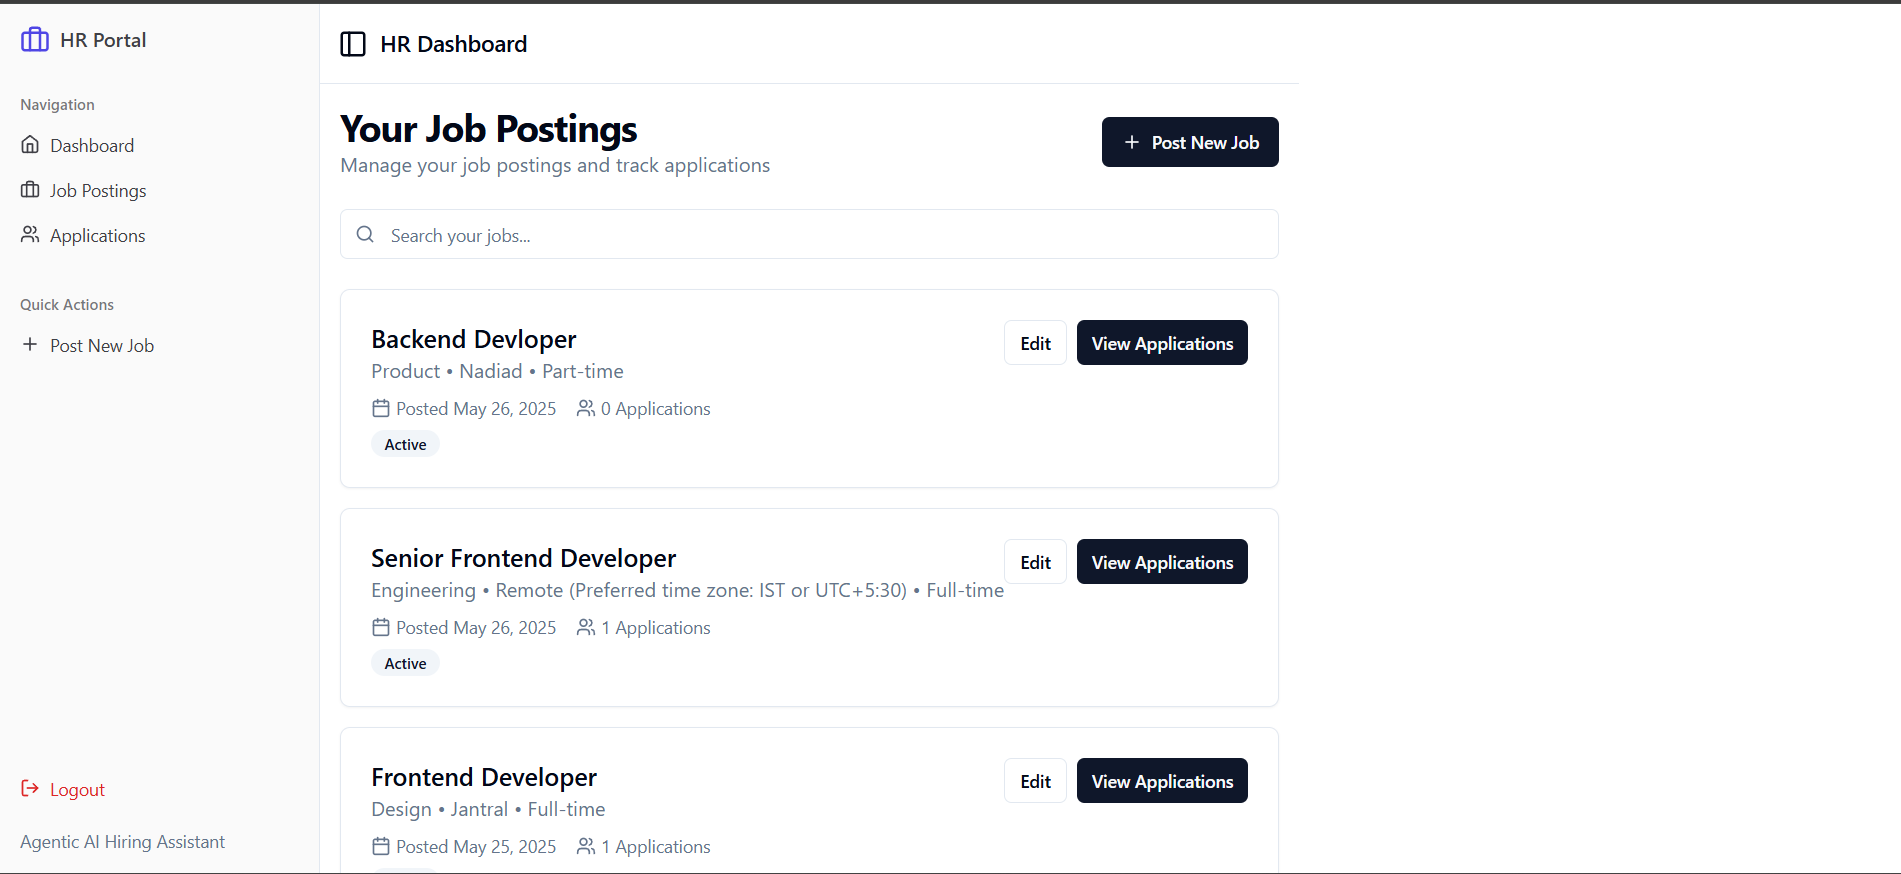 HR Portal
Navigation
Dashboard
Job Postings
Applications
Quick Actions
Post New Job
Logout
Agentic AI Hiring Assistant
HR Dashboard
Your Job Postings
Manage your job postings and track applications
Post New Job
Search your jobs...
Backend Devloper
Product • Nadiad • Part-time
Posted May 26, 2025 0 Applications
Active
Edit View Applications
Senior Frontend Developer
Engineering • Remote (Preferred time zone: IST or UTC+5:30) • Full-time
Posted May 26, 2025 1 Applications
Active
Edit View Applications
Frontend Developer
Design • Jantral • Full-time
Posted May 25, 2025 1 Applications
Edit View Applications